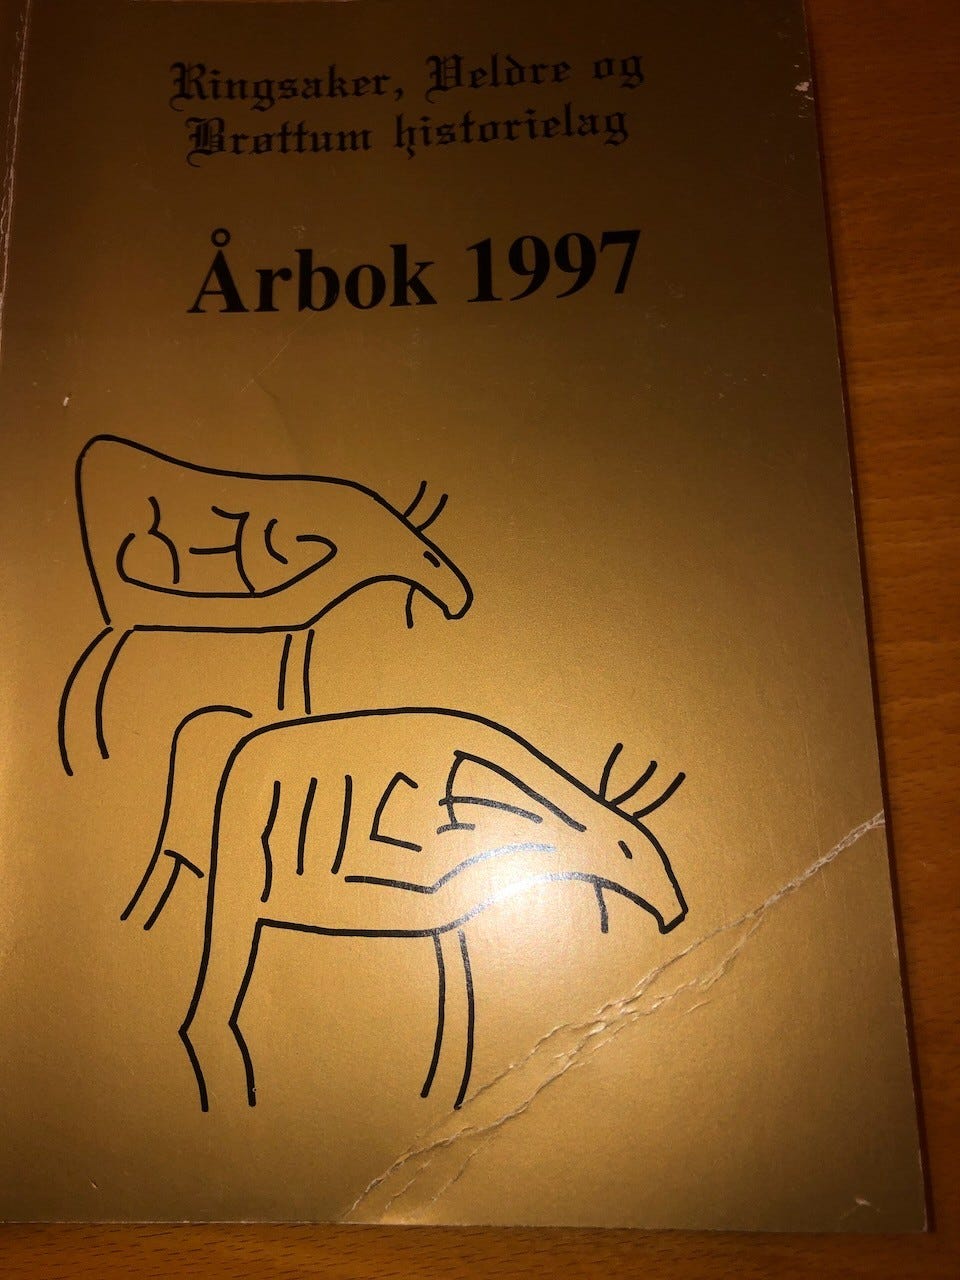 Ringsaker, Veldre og
Brøttum historielag
Årbok 1997